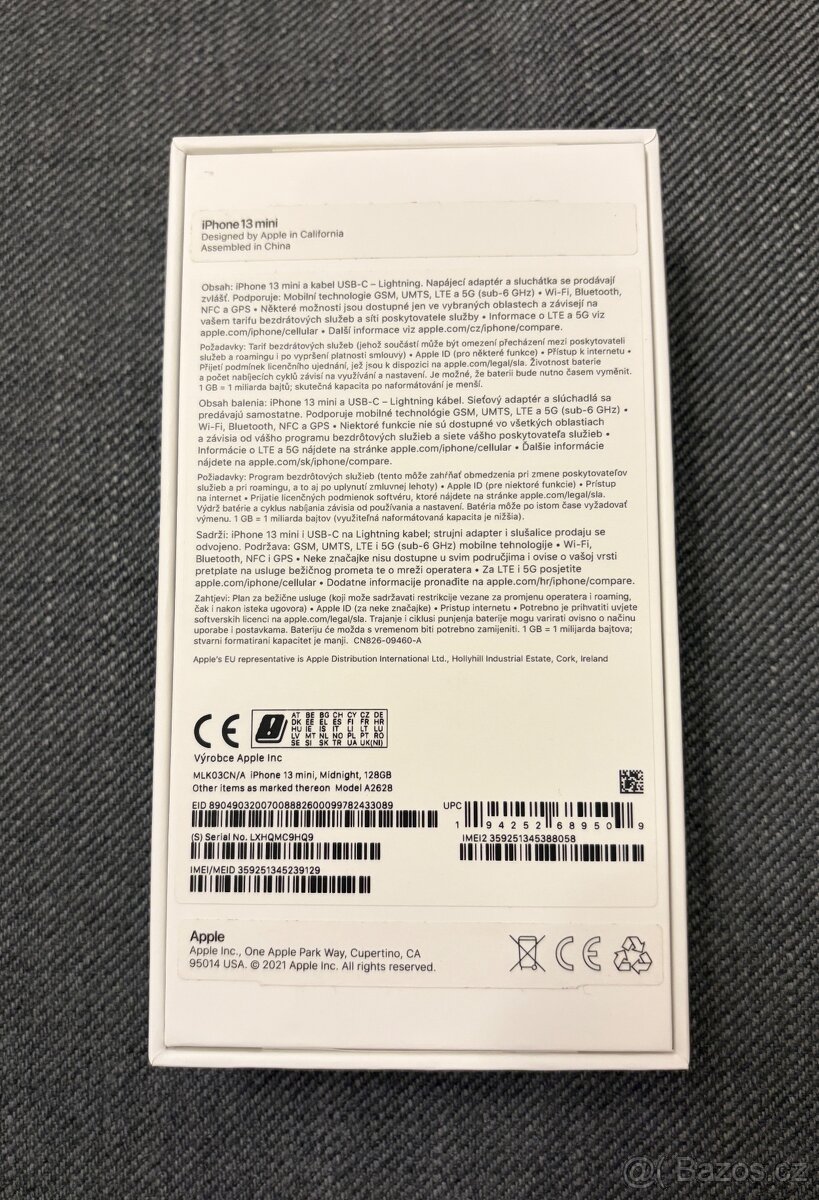 iPhone 13 mini
Designed by Apple in California
Assembled in China
Obsah: iPhone 13 mini a kabel USB-C – Lightning. Napájecí adaptér a sluchátka se prodávají
zvlášť. Podporuje: Mobilní technologie GSM, UMTS, LTE a 5G (sub-6 GHz) • Wi-Fi, Bluetooth,
NFC a GPS • Některé možnosti jsou dostupné jen ve vybraných oblastech a závisejí na
vašem tarifu bezdrátových služeb a síti poskytovatele služby • Informace o LTE a 5G viz
apple.com/iphone/cellular • Další informace viz apple.com/cz/iphone/compare.
Požadavky: Tarif bezdrátových služeb (jehož součástí může být omezení přecházení mezi poskytovateli
služeb a roamingu i po vypršení platnosti smlouvy) • Apple ID (pro některé funkce) • Přístup k internetu •
Přijetí podmínek licenčního ujednání, jež jsou k dispozici na apple.com/legal/sla. Životnost baterie
a počet nabíjecích cyklů závisí na využívání a nastavení. Je možné, že baterii bude nutno časem vyměnit.
1 GB = 1 miliarda bajtů; skutečná kapacita po naformátování je menší.
Obsah balenia: iPhone 13 mini a USB-C – Lightning kábel. Sieťový adaptér a slúchadlá sa
predávajú samostatne. Podporuje mobilné technológie GSM, UMTS, LTE a 5G (sub-6 GHz) •
Wi-Fi, Bluetooth, NFC a GPS • Niektoré funkcie nie sú dostupné vo všetkých oblastiach
a závisia od vášho programu bezdrôtových služieb a siete vášho poskytovateľa služieb •
Informácie o LTE a 5G nájdete na stránke apple.com/iphone/cellular • Ďalšie informácie
nájdete na apple.com/sk/iphone/compare.
Požiadavky: Program bezdrôtových služieb (tento môže zahŕňať obmedzenia pri zmene poskytovateľov
služieb a pri roamingu, a to aj po uplynutí zmluvnej lehoty) • Apple ID (pre niektoré funkcie) • Prístup
na internet • Prijatie licenčných podmienok softvéru, ktoré nájdete na stránke apple.com/legal/sla.
Výdrž batérie a cyklus nabíjania závisia od používania a nastavení. Batéria môže po istom čase vyžadovať
výmenu. 1 GB = 1 miliarda bajtov (využiteľná naformátovaná kapacita je nižšia).
Sadrži: iPhone 13 mini i USB-C na Lightning kabel; strujni adapter i slušalice prodaju se
odvojeno. Podržava: GSM, UMTS, LTE i 5G (sub-6 GHz) mobilne tehnologije • Wi-Fi,
Bluetooth, NFC i GPS • Neke značajke nisu dostupne u svim područjima i ovise o vašoj vrsti
pretplate na usluge bežičnog prometa te o mreži operatera • Za LTE i 5G posjetite
apple.com/iphone/cellular • Dodatne informacije pronađite na apple.com/hr/iphone/compare.
Zahtjevi: Plan za bežične usluge (koji može sadržavati restrikcije vezane za promjenu operatera i roaming,
čak i nakon isteka ugovora) • Apple ID (za neke značajke) • Pristup internetu • Potrebno je prihvatiti uvjete
softverskih licenci na apple.com/legal/sla. Trajanje i ciklusi punjenja baterije mogu varirati ovisno o načinu
uporabe i postavkama. Bateriju će možda s vremenom biti potrebno zamijeniti. 1 GB = 1 milijarda bajtova;
stvarni formatirani kapacitet je manji. CN826-09460-A
Apple's EU representative is Apple Distribution International Ltd., Hollyhill Industrial Estate, Cork, Ireland
CE
AT BE BG CH CY CZ DE
DK EE EL ES FI FR HR
HU IE IS IT LI LT LU
LV MT NL NO PL PT RO
SE SI SK TR UA UK(NI)
Výrobce Apple Inc
MLK03CN/A iPhone 13 mini, Midnight, 128GB
Other items as marked thereon Model A2628
EID 89049032007008882600099782433089
UPC
1 94252 68950 9
(S) Serial No. LXHQMC9HQ9
IMEI2 359251345388058
IMEI/MEID 359251345239129
Apple
Apple Inc., One Apple Park Way, Cupertino, CA
95014 USA. © 2021 Apple Inc. All rights reserved.
CE
@( Bazos.cz